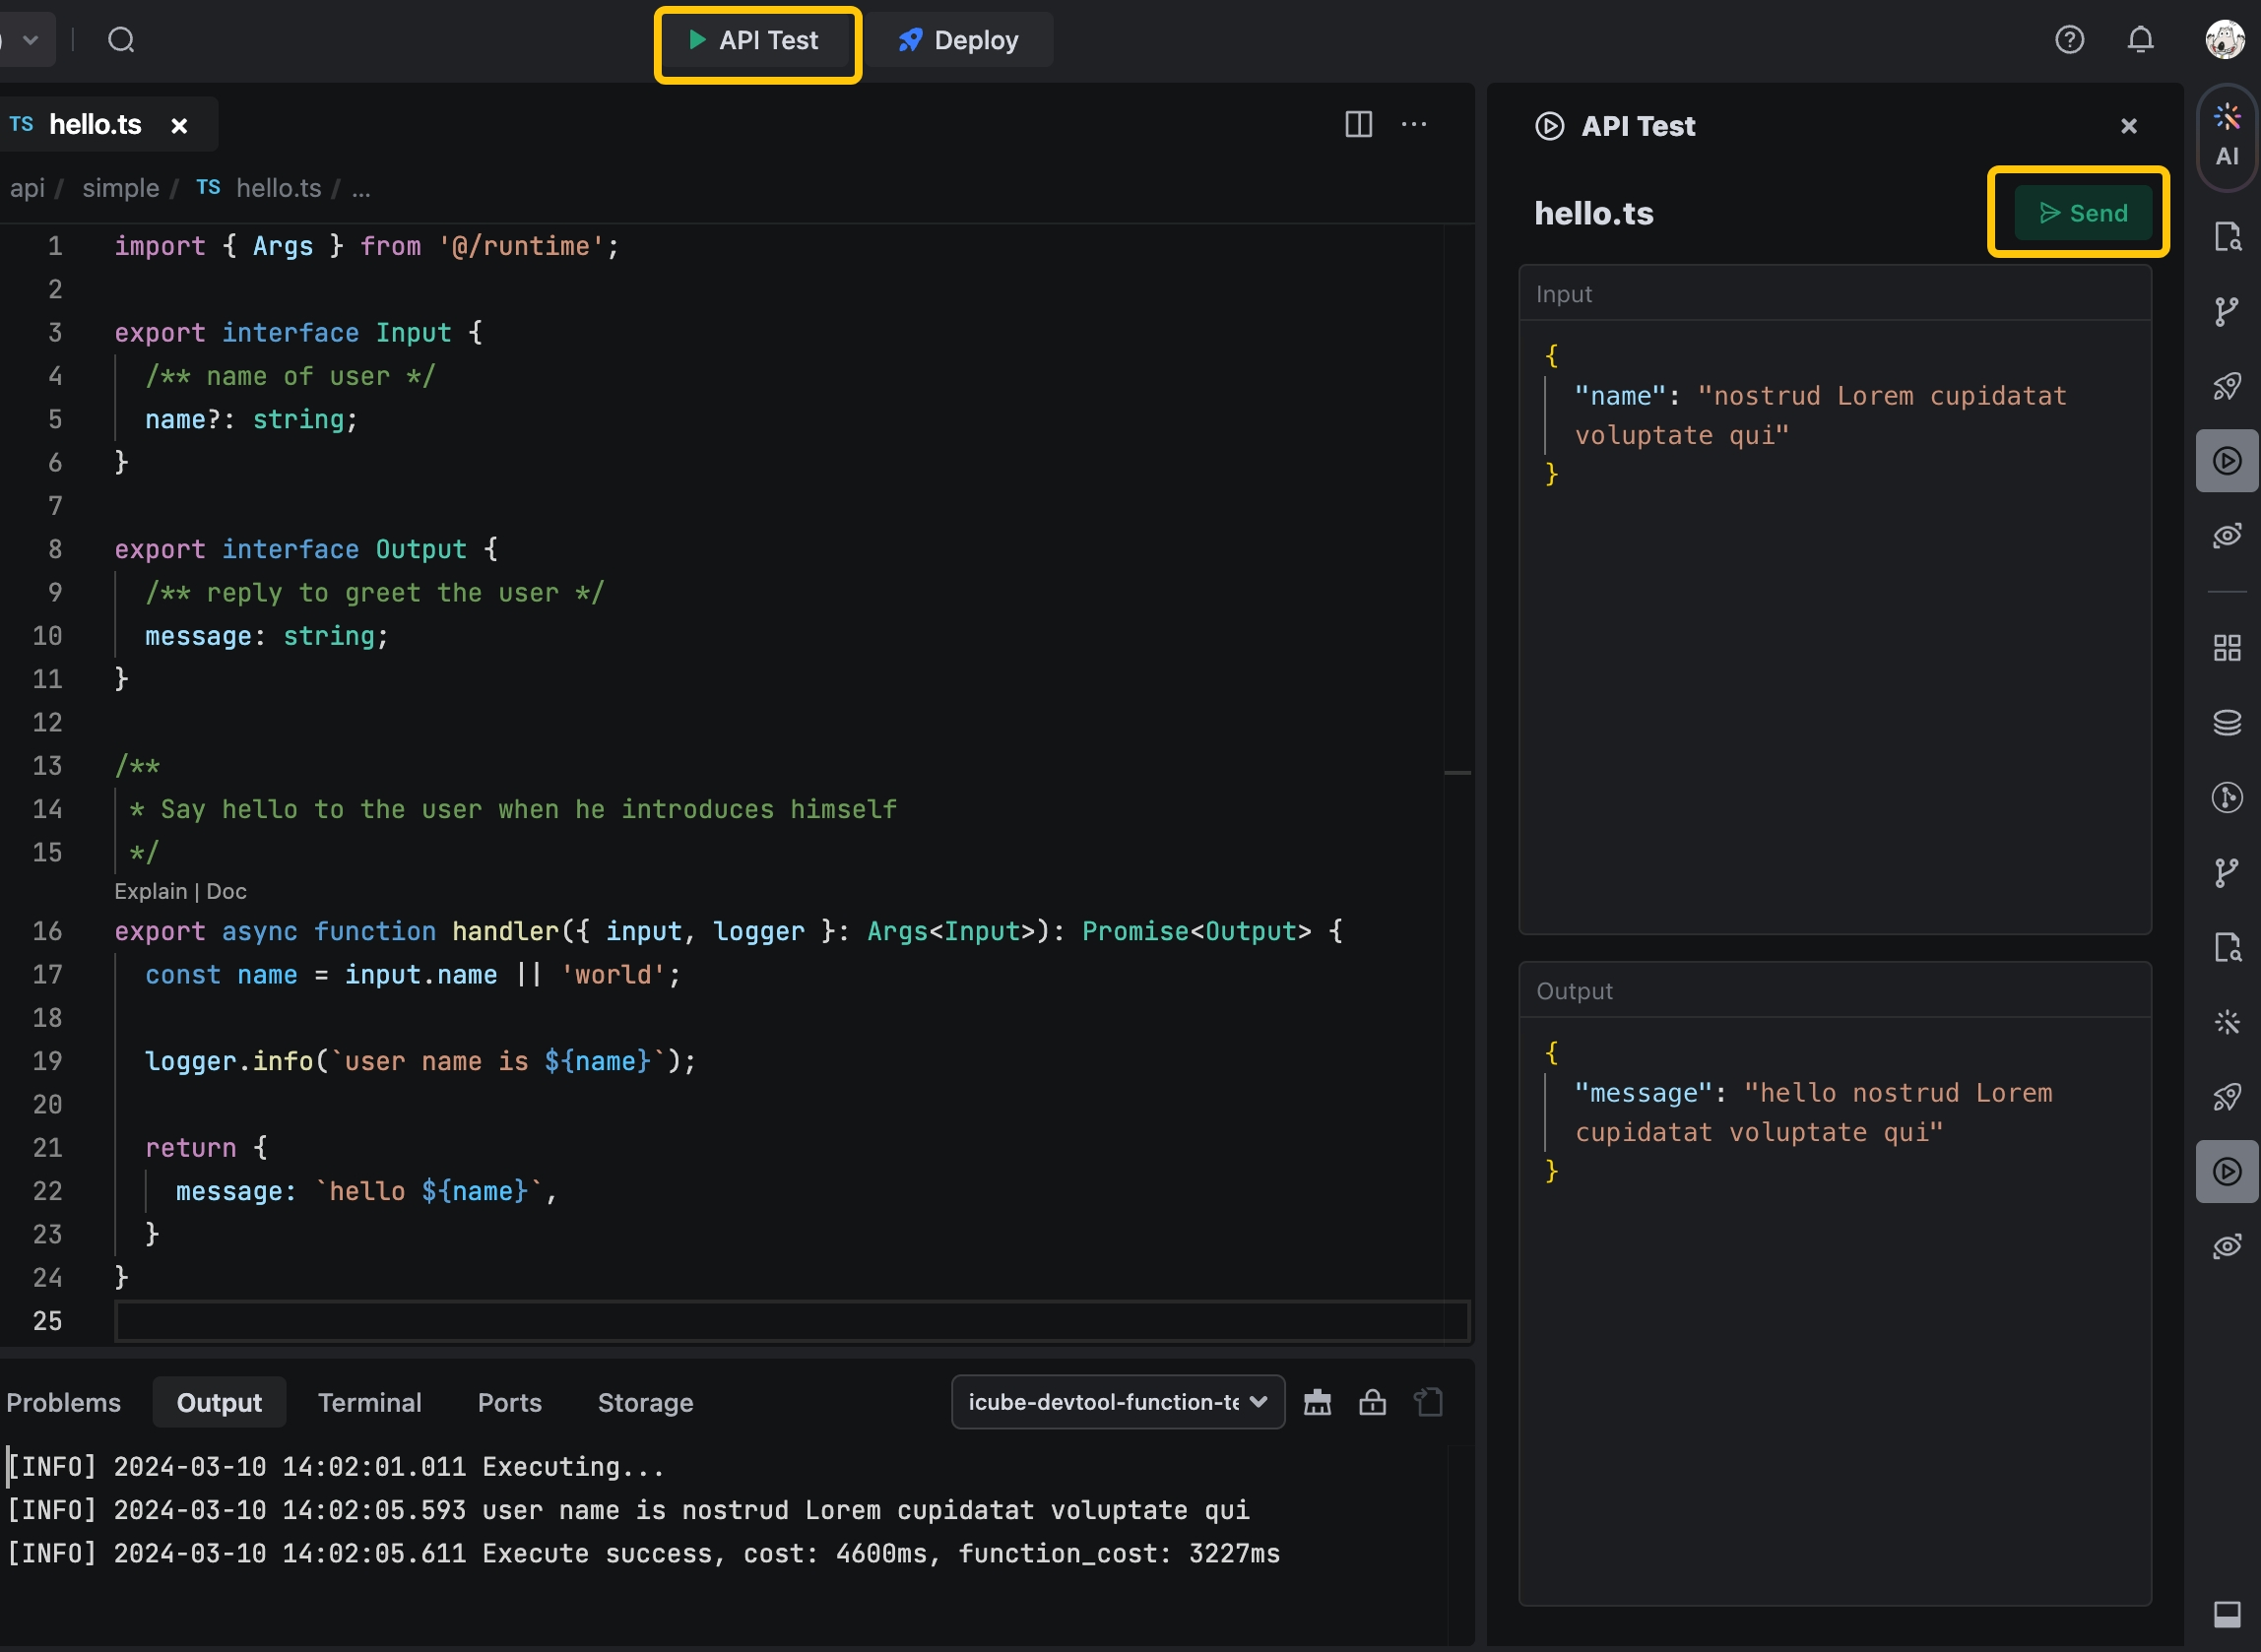 API Test
Deploy
TS hello.ts
api / simple / TS hello.ts / ...
1 import { Args } from '@/runtime';
2
3 export interface Input {
4 /** name of user */
5 name?: string;
6 }
7
8 export interface Output {
9 /** reply to greet the user */
10 message: string;
11 }
12
13 /**
14 * Say hello to the user when he introduces himself
15 */
Explain | Doc
16 export async function handler({ input, logger }: Args<Input>): Promise<Output> {
17 const name = input.name || 'world';
18
19 logger.info(`user name is ${name}`);
20
21 return {
22 message: `hello ${name}`,
23 }
24 }
25
Problems Output Terminal Ports Storage
icube-devtool-function-te
[INFO] 2024-03-10 14:02:01.011 Executing...
[INFO] 2024-03-10 14:02:05.593 user name is nostrud Lorem cupidatat voluptate qui
[INFO] 2024-03-10 14:02:05.611 Execute success, cost: 4600ms, function_cost: 3227ms
API Test
hello.ts
Send
Input
{
"name": "nostrud Lorem cupidatat
voluptate qui"
}
Output
{
"message": "hello nostrud Lorem
cupidatat voluptate qui"
}
AI